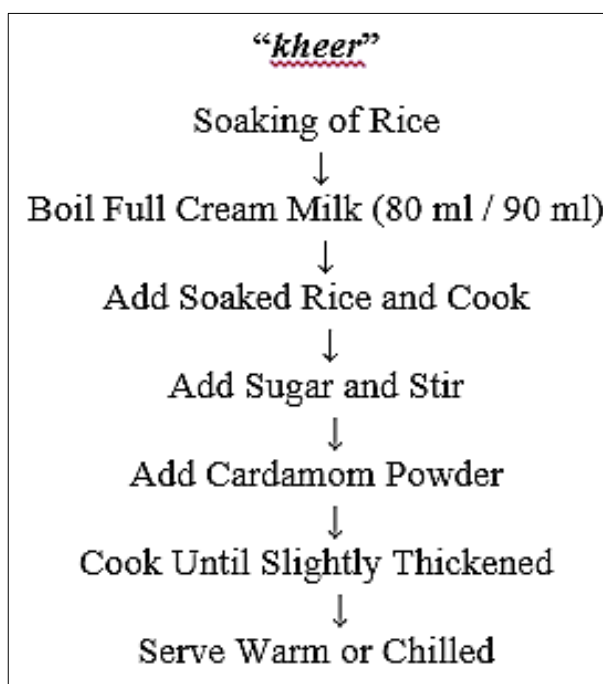 “kheer”
Soaking of Rice
↓
Boil Full Cream Milk (80 ml / 90 ml)
↓
Add Soaked Rice and Cook
↓
Add Sugar and Stir
↓
Add Cardamom Powder
↓
Cook Until Slightly Thickened
↓
Serve Warm or Chilled